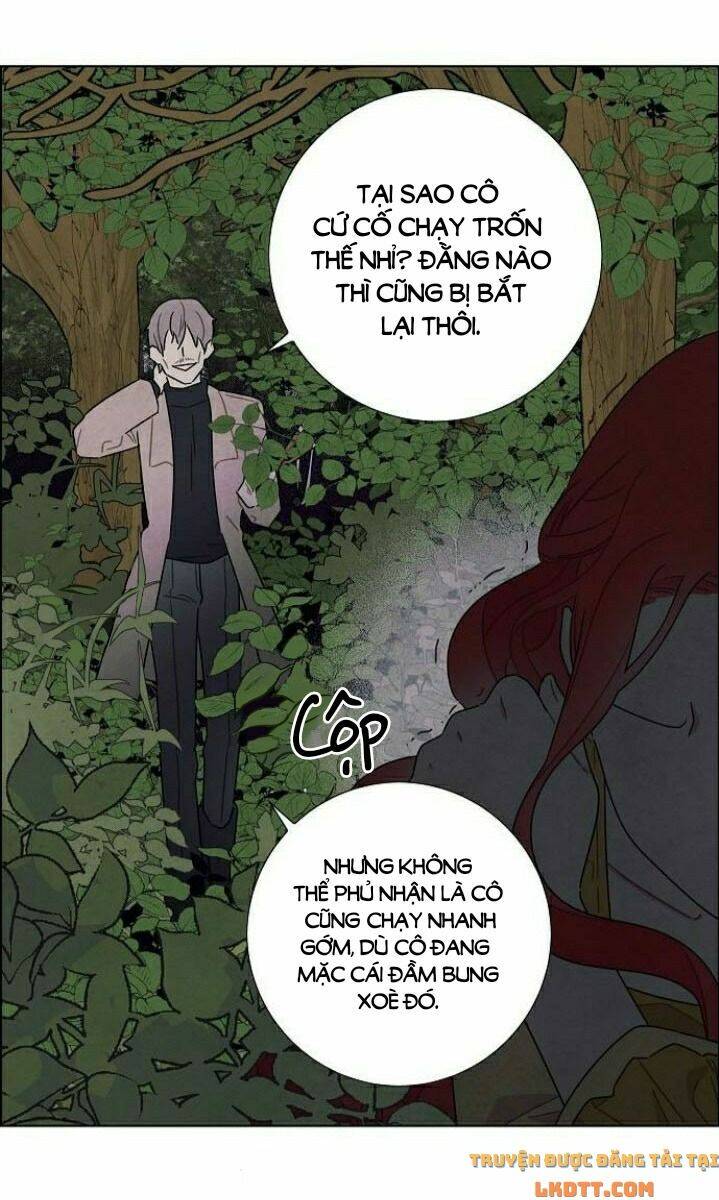 TẠI SAO CÔ
CỨ CỐ CHẠY TRỐN
THẾ NHỈ? ĐẰNG NÀO
THÌ CŨNG BỊ BẮT
LẠI THÔI.
CỘP
NHƯNG KHÔNG
THỂ PHỦ NHẬN LÀ CÔ
CŨNG CHẠY NHANH
GỚM, DÙ CÔ ĐANG
MẶC CÁI ĐẦM BUNG
XOÈ ĐÓ.
TRUYỆN ĐƯỢC ĐĂNG TẢI TẠI
LKDTT.COM